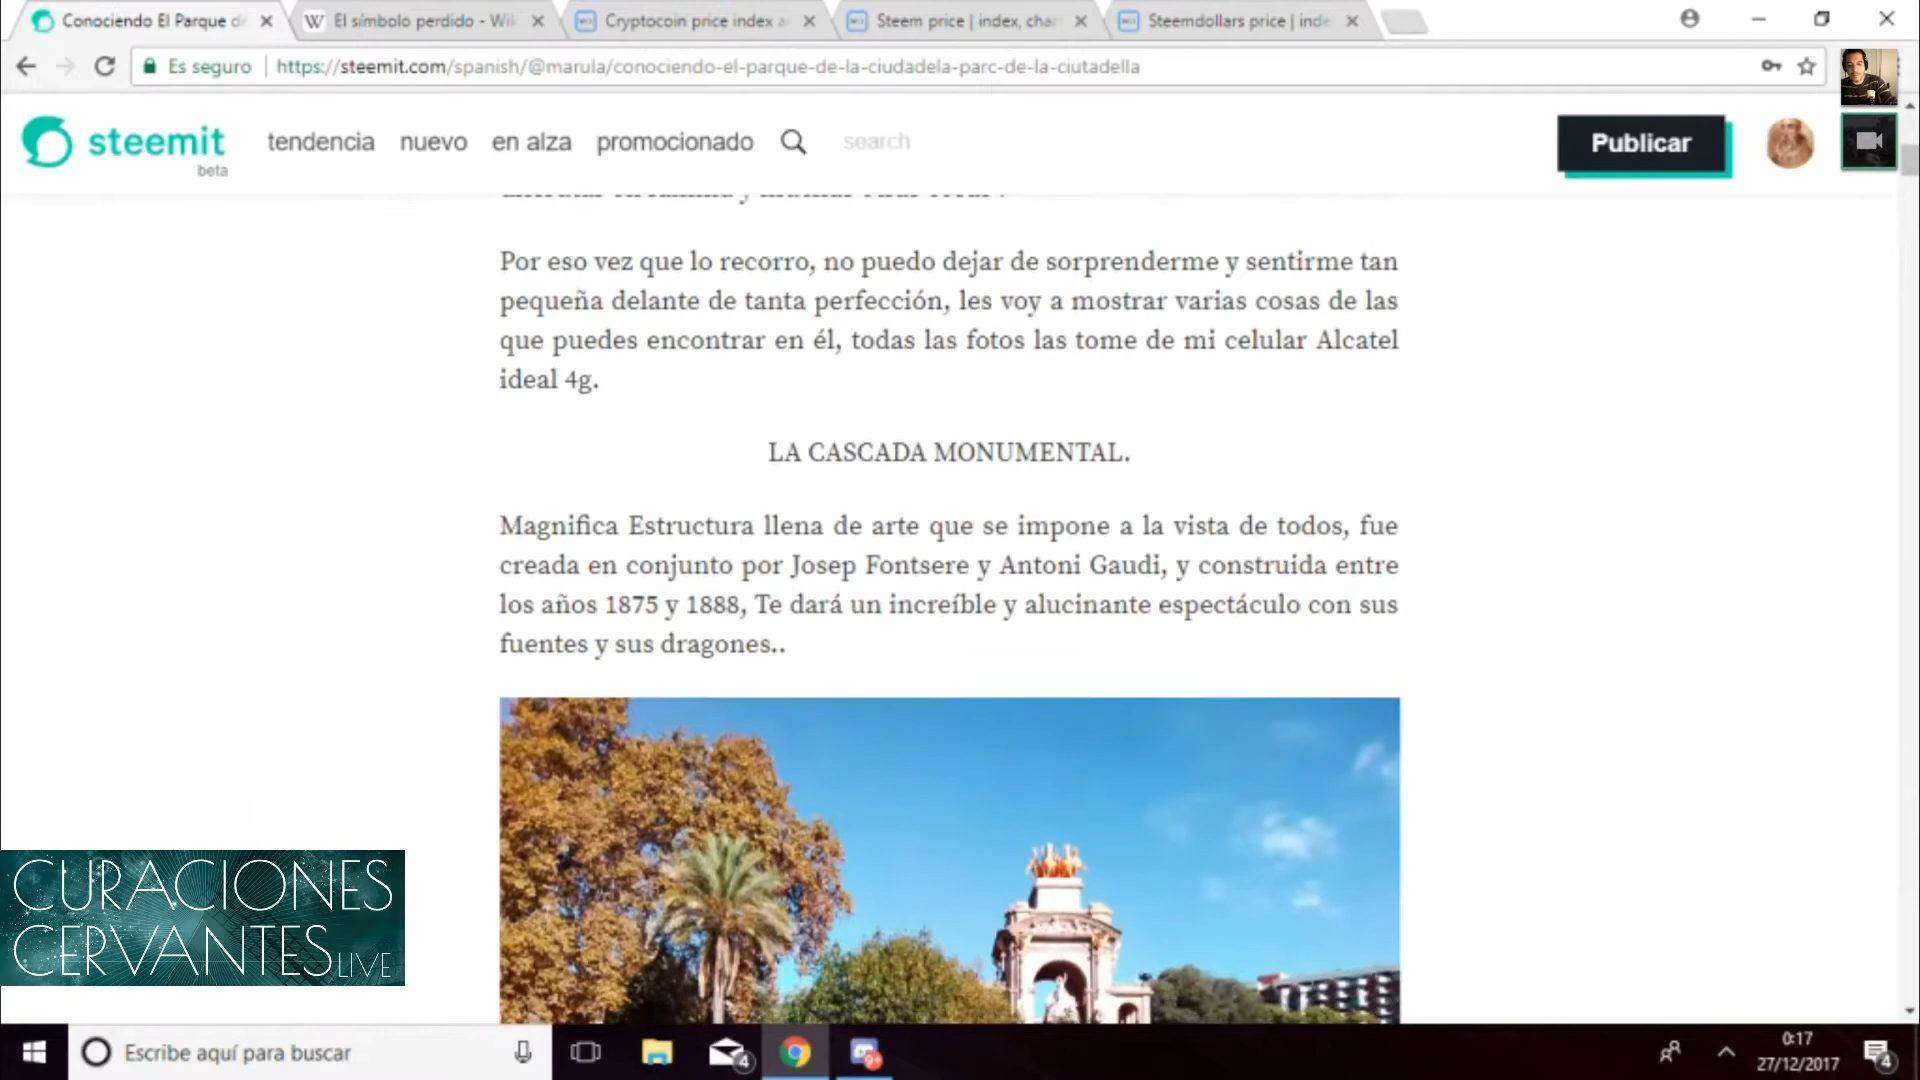 Conociendo El Parque de
El símbolo perdido - Wiki
Cryptocoin price index a
Steem price | index, char
Steemdollars price | inde
Es seguro
https://steemit.com/spanish/@marula/conociendo-el-parque-de-la-ciudadela-parc-de-la-ciutadella
steemit
beta
tendencia
nuevo
en alza
promocionado
search
Publicar
Por eso vez que lo recorro, no puedo dejar de sorprenderme y sentirme tan
pequeña delante de tanta perfección, les voy a mostrar varias cosas de las
que puedes encontrar en él, todas las fotos las tome de mi celular Alcatel
ideal 4g.
LA CASCADA MONUMENTAL.
Magnifica Estructura llena de arte que se impone a la vista de todos, fue
creada en conjunto por Josep Fontsere y Antoni Gaudi, y construida entre
los años 1875 y 1888, Te dará un increíble y alucinante espectáculo con sus
fuentes y sus dragones..
CURACIONES
CERVANTES LIVE
Escribe aquí para buscar
4
9+
0:17
27/12/2017
4